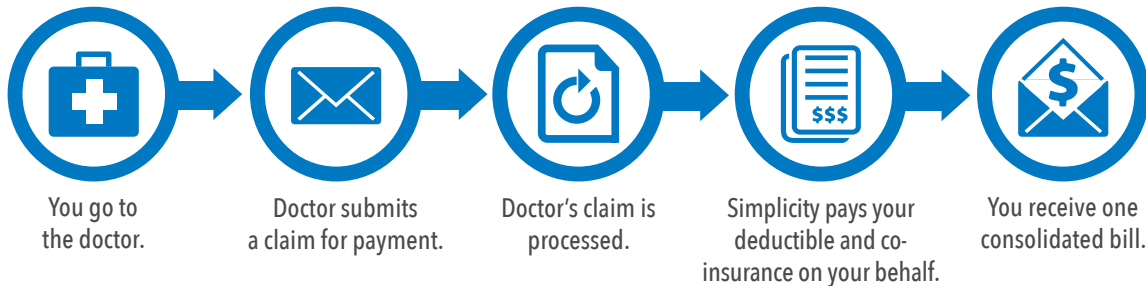 $$$
$
You go to
the doctor.
Doctor submits
a claim for payment.
Doctor's claim is
processed.
Simplicity pays your
deductible and co-
insurance on your behalf.
You receive one
consolidated bill.